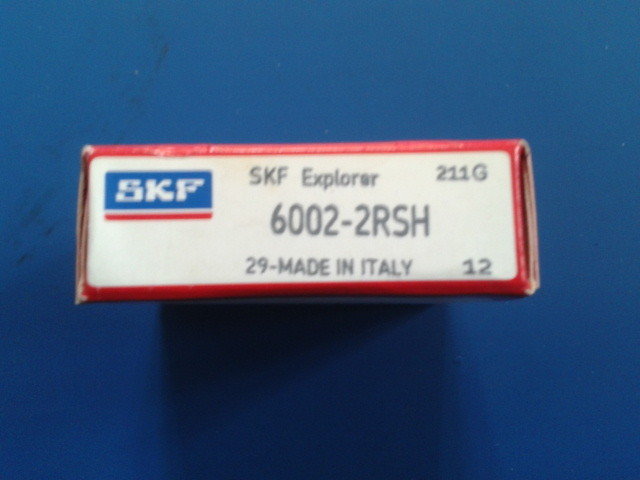 SKF
SKF Explorer 211G
6002-2RSH
29-MADE IN ITALY 12